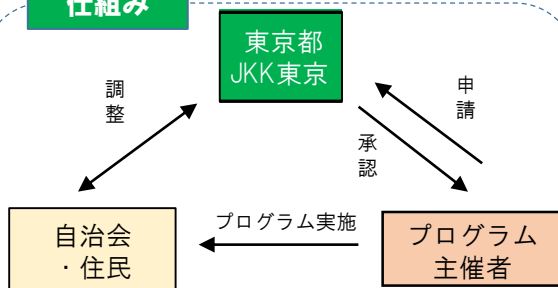 仕組み
東京都
JKK東京
調整
申請
承認
プログラム実施
自治会
・住民
プログラム
主催者